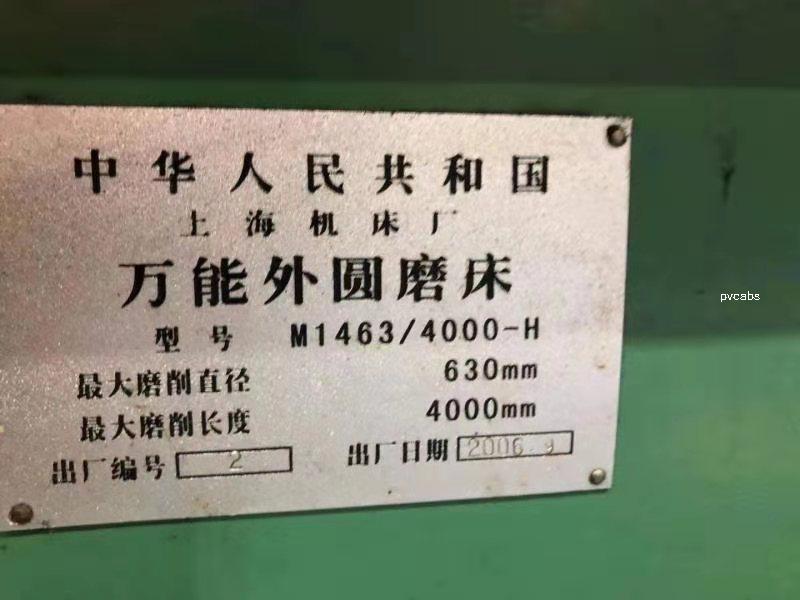 中华人民共和国
上海机床厂
万能外圆磨床
型号 M1463/4000-H
最大磨削直径 630mm
最大磨削长度 4000mm
出厂编号 2 出厂日期 2006.9
pvcabs